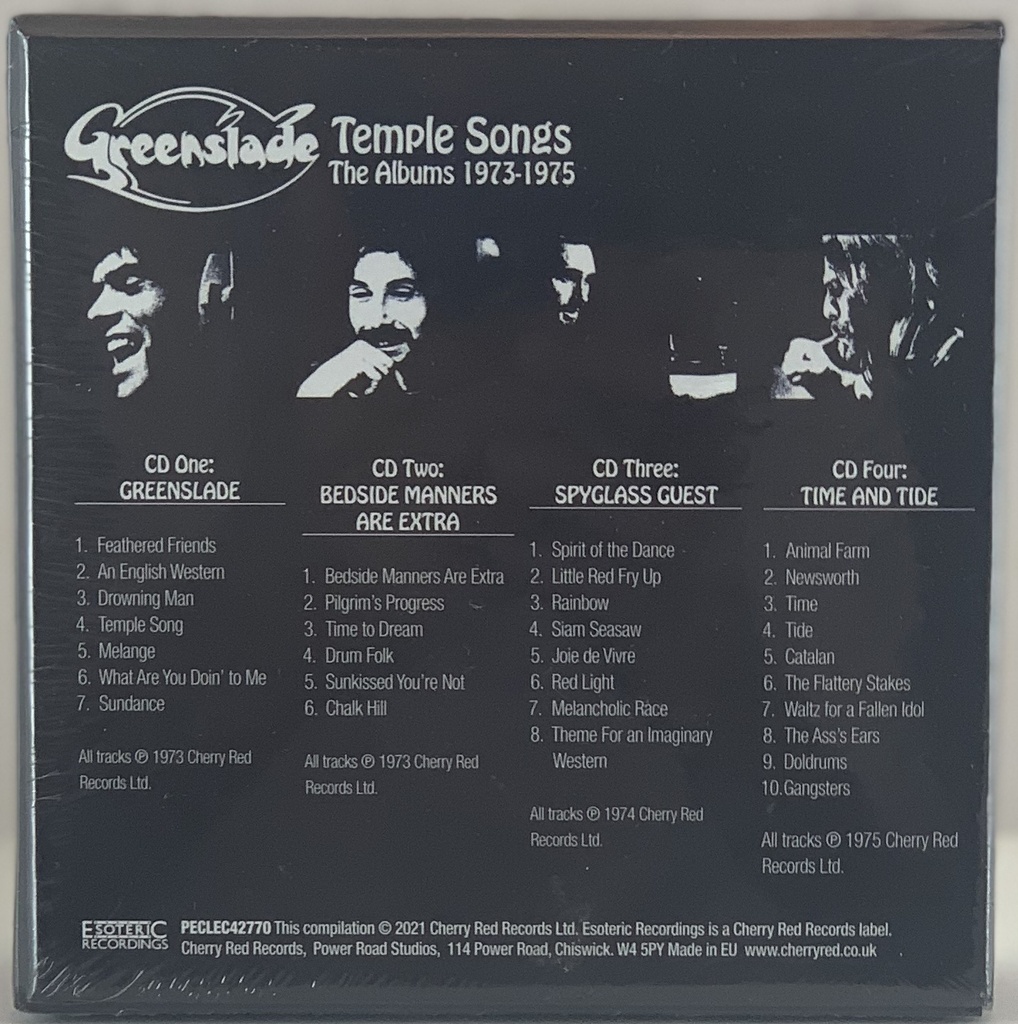 Greenslade
Temple Songs
The Albums 1973-1975
CD One:
GREENSLADE
1. Feathered Friends
2. An English Western
3. Drowning Man
4. Temple Song
5. Melange
6. What Are You Doin' to Me
7. Sundance
All tracks ℗ 1973 Cherry Red
Records Ltd.
CD Two:
BEDSIDE MANNERS
ARE EXTRA
1. Bedside Manners Are Extra
2. Pilgrim's Progress
3. Time to Dream
4. Drum Folk
5. Sunkissed You're Not
6. Chalk Hill
All tracks ℗ 1973 Cherry Red
Records Ltd.
CD Three:
SPYGLASS GUEST
1. Spirit of the Dance
2. Little Red Fry Up
3. Rainbow
4. Siam Seasaw
5. Joie de Vivre
6. Red Light
7. Melancholic Race
8. Theme For an Imaginary
Western
All tracks ℗ 1974 Cherry Red
Records Ltd.
CD Four:
TIME AND TIDE
1. Animal Farm
2. Newsworth
3. Time
4. Tide
5. Catalan
6. The Flattery Stakes
7. Waltz for a Fallen Idol
8. The Ass's Ears
9. Doldrums
10. Gangsters
All tracks ℗ 1975 Cherry Red
Records Ltd.
ESOTERIC
RECORDINGS
PECLEC42770 This compilation © 2021 Cherry Red Records Ltd. Esoteric Recordings is a Cherry Red Records label.
Cherry Red Records, Power Road Studios, 114 Power Road, Chiswick. W4 5PY Made in EU www.cherryred.co.uk